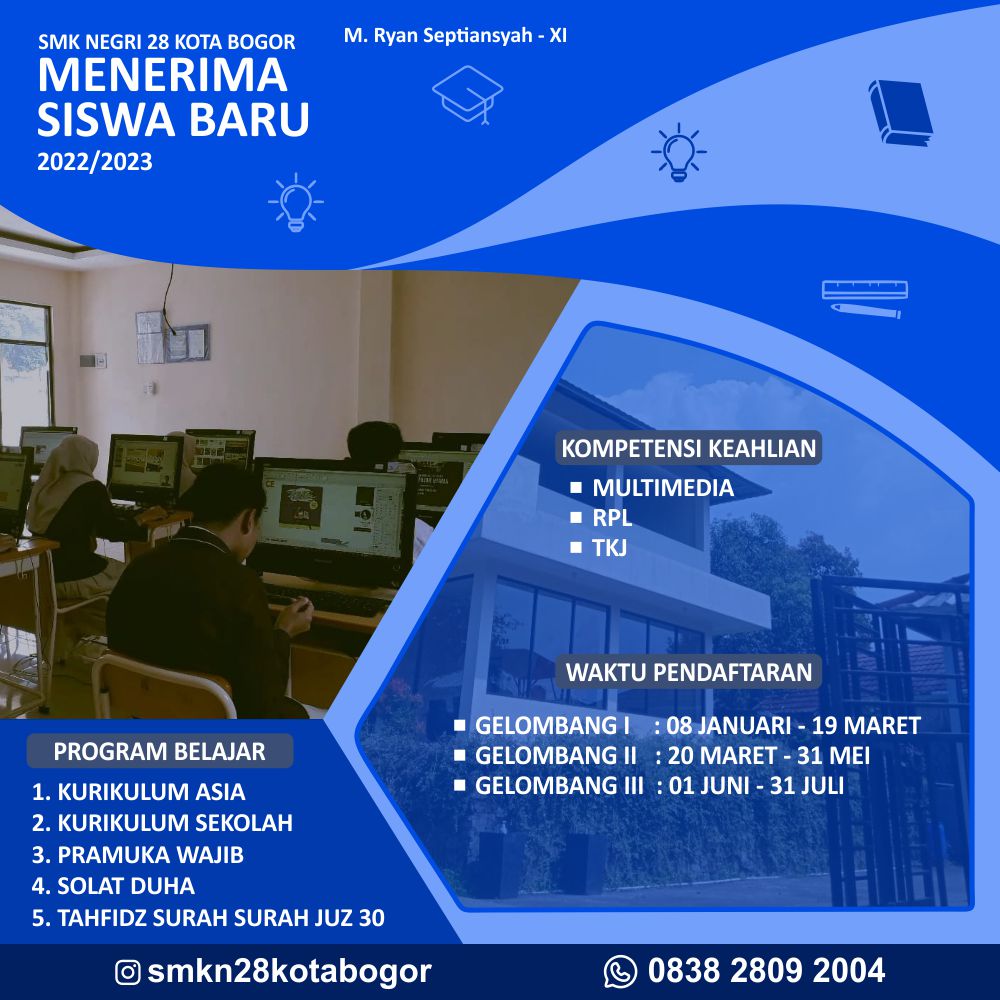 SMK NEGRI 28 KOTA BOGOR
MENERIMA
SISWA BARU
2022/2023
M. Ryan Septiansyah - XI
KOMPETENSI KEAHLIAN
MULTIMEDIA
RPL
TKJ
WAKTU PENDAFTARAN
GELOMBANG I : 08 JANUARI - 19 MARET
GELOMBANG II : 20 MARET - 31 MEI
GELOMBANG III : 01 JUNI - 31 JULI
PROGRAM BELAJAR
1. KURIKULUM ASIA
2. KURIKULUM SEKOLAH
3. PRAMUKA WAJIB
4. SOLAT DUHA
5. TAHFIDZ SURAH SURAH JUZ 30
smkn28kotabogor
0838 2809 2004